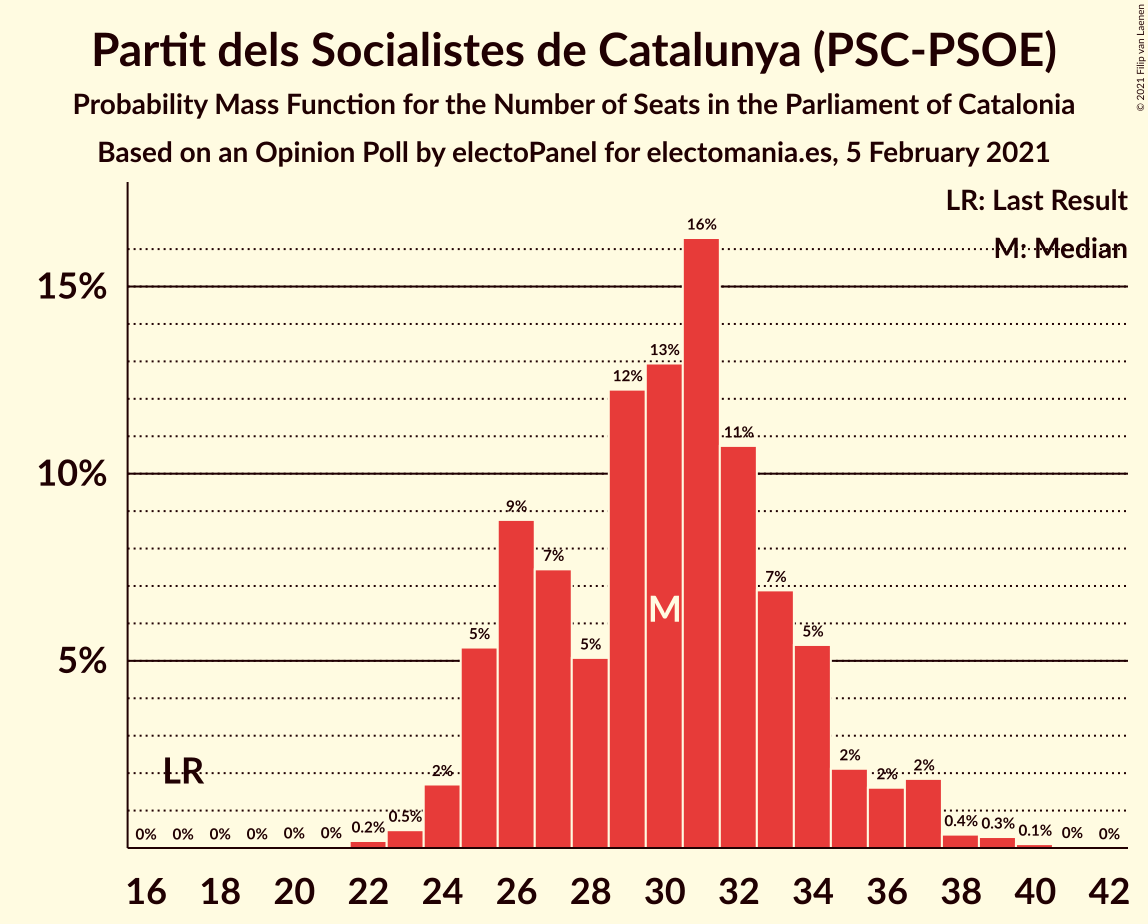 Partit dels Socialistes de Catalunya (PSC-PSOE)
Probability Mass Function for the Number of Seats in the Parliament of Catalonia
Based on an Opinion Poll by electoPanel for electomania.es, 5 February 2021
© 2021 Filip van Laenen
LR: Last Result
M: Median
15%
10%
5%
LR
M
0% 0% 0% 0% 0% 0% 0.2% 0.5% 2% 5% 9% 7% 5% 12% 13% 16% 11% 7% 5% 2% 2% 2% 0.4% 0.3% 0.1% 0% 0%
16 18 20 22 24 26 28 30 32 34 36 38 40 42